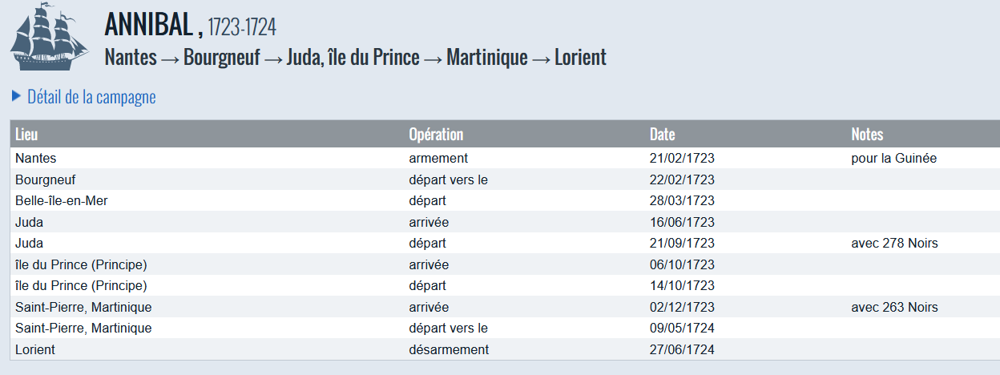 ANNIBAL , 1723-1724
Nantes → Bourgneuf → Juda, île du Prince → Martinique → Lorient
Détail de la campagne
Lieu Opération Date Notes
Nantes armement 21/02/1723 pour la Guinée
Bourgneuf départ vers le 22/02/1723
Belle-île-en-Mer départ 28/03/1723
Juda arrivée 16/06/1723
Juda départ 21/09/1723 avec 278 Noirs
île du Prince (Principe) arrivée 06/10/1723
île du Prince (Principe) départ 14/10/1723
Saint-Pierre, Martinique arrivée 02/12/1723 avec 263 Noirs
Saint-Pierre, Martinique départ vers le 09/05/1724
Lorient désarmement 27/06/1724